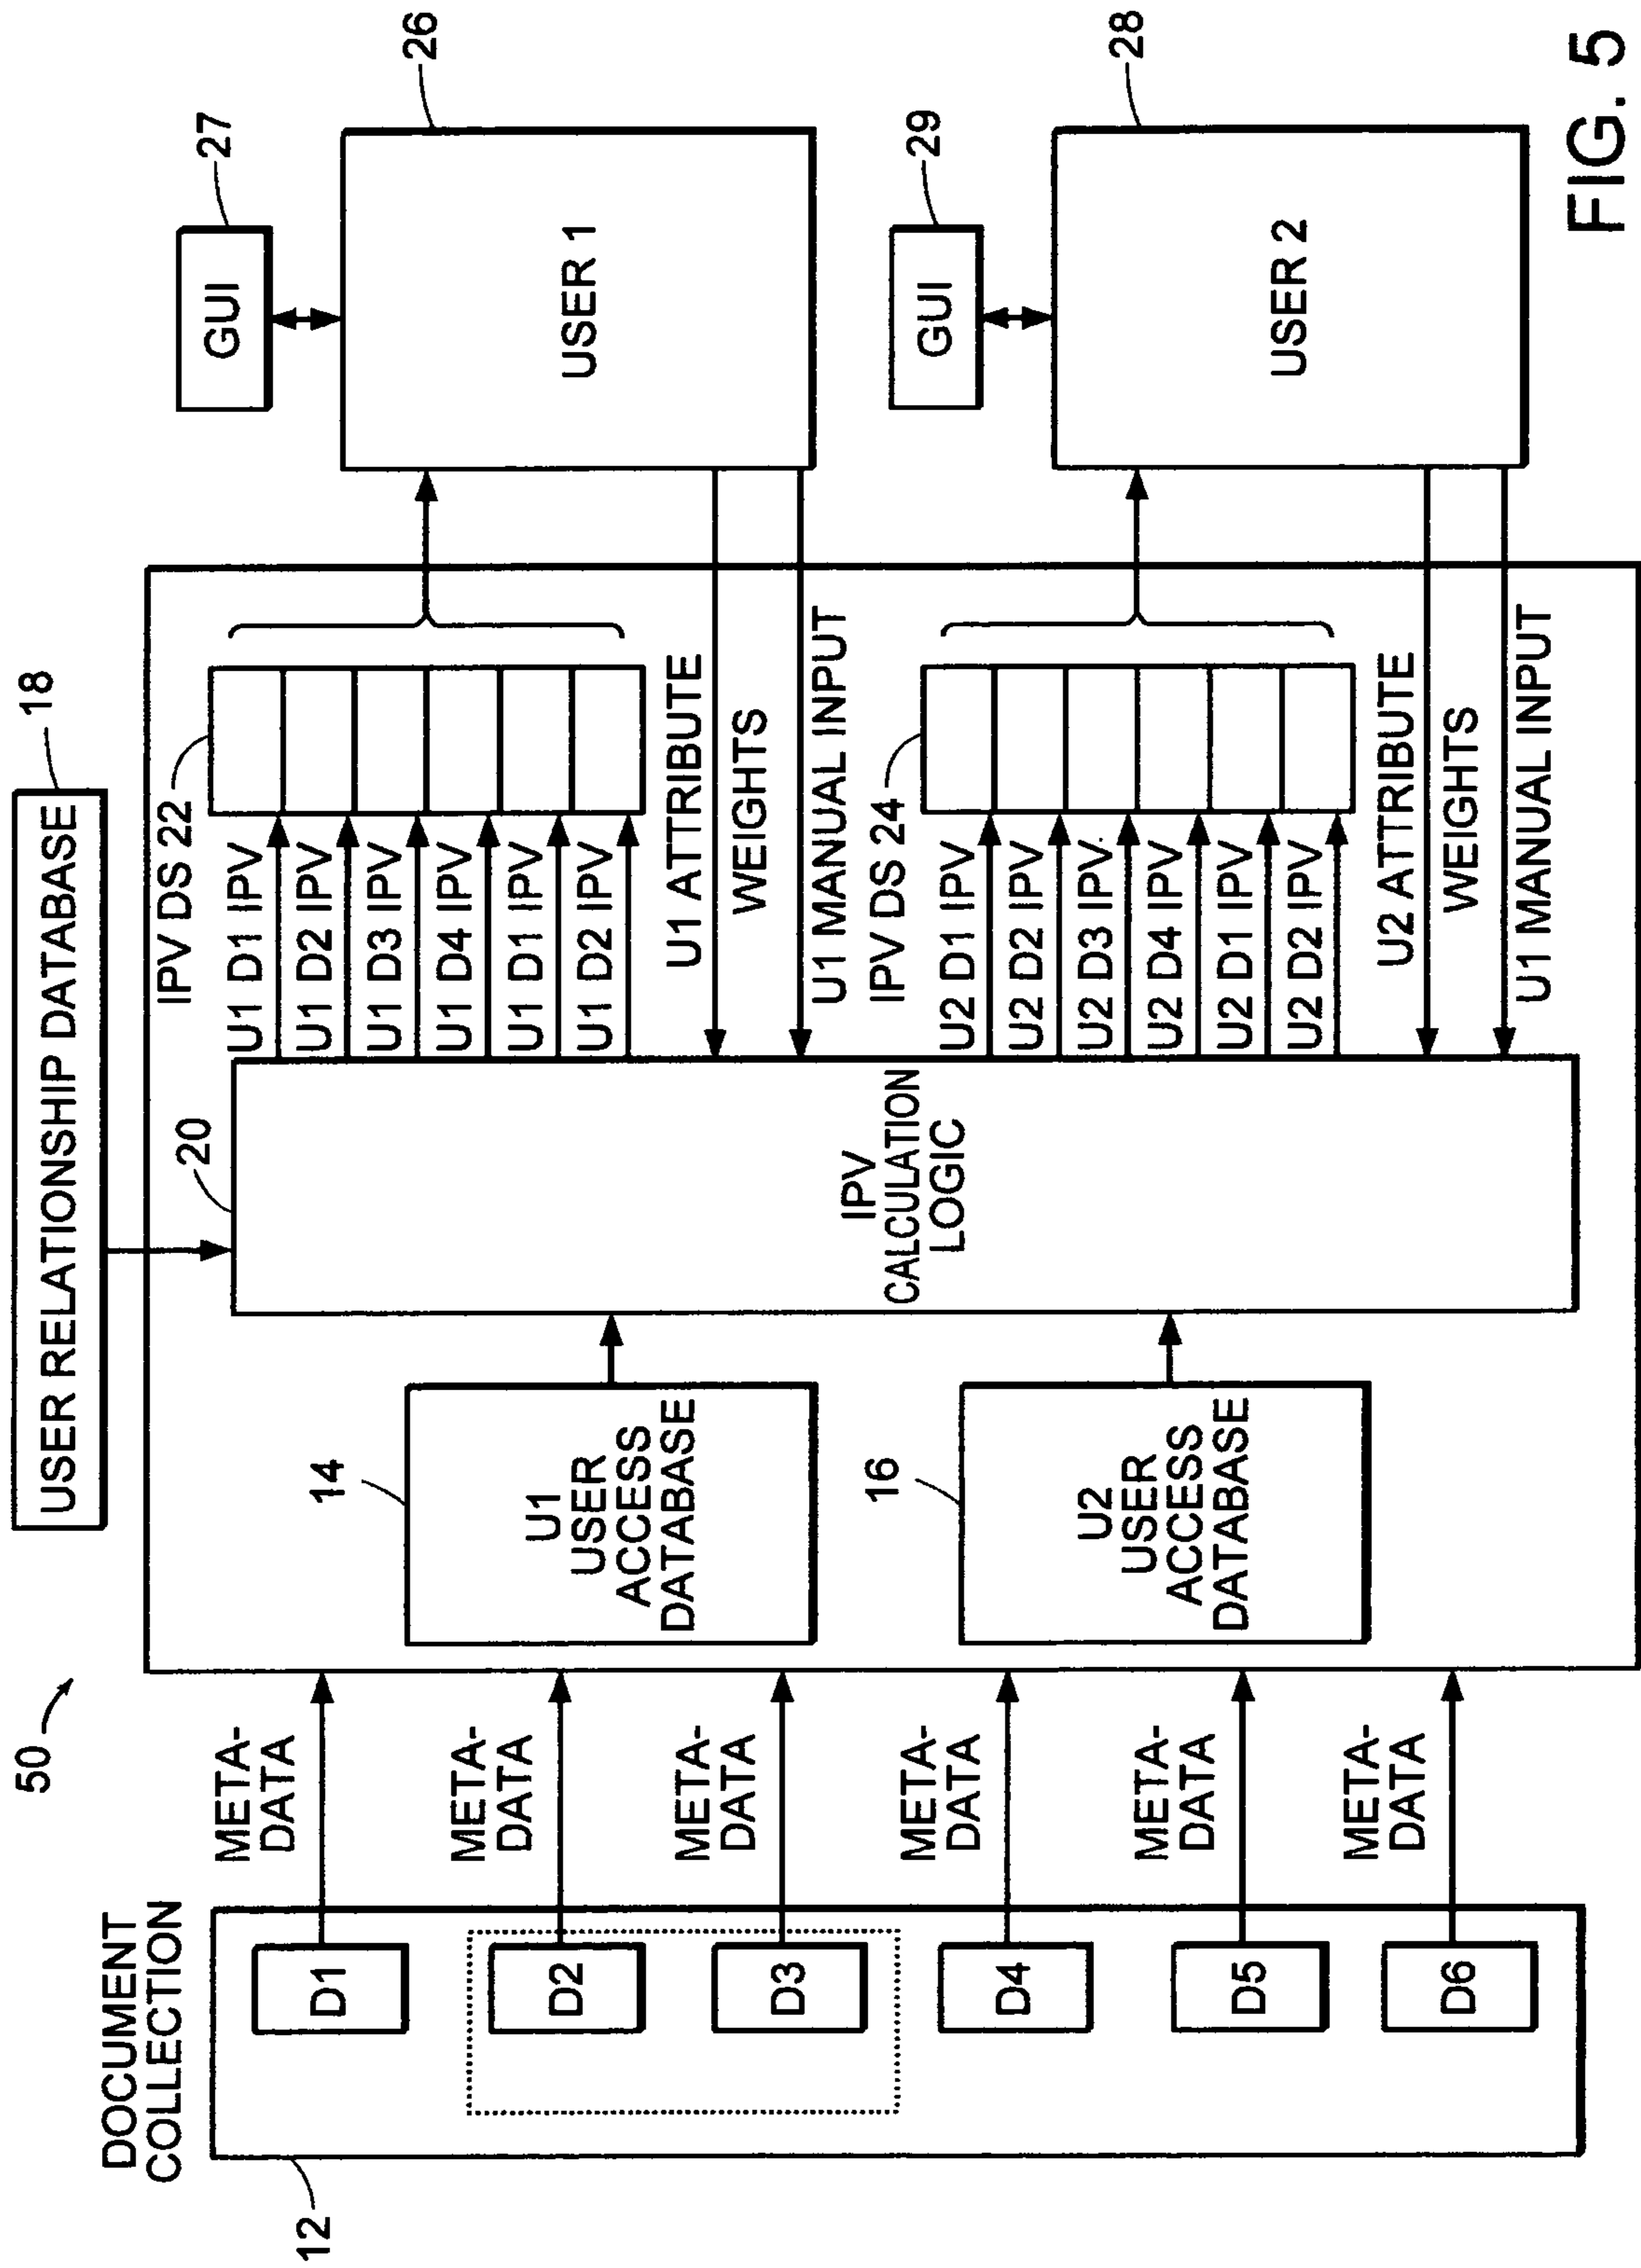 USER RELATIONSHIP DATABASE
18
50
DOCUMENT
COLLECTION
12
D1
D2
D3
D4
D5
D6
META-
DATA
META-
DATA
META-
DATA
META-
DATA
META-
DATA
META-
DATA
14
U1
USER
ACCESS
DATABASE
16
U2
USER
ACCESS
DATABASE
20
IPV
CALCULATION
LOGIC
IPV DS 22
U1 D1 IPV
U1 D2 IPV
U1 D3 IPV
U1 D4 IPV
U1 D1 IPV
U1 D2 IPV
U1 ATTRIBUTE
WEIGHTS
U1 MANUAL INPUT
IPV DS 24
U2 D1 IPV
U2 D2 IPV
U2 D3 IPV
U2 D4 IPV
U2 D1 IPV
U2 D2 IPV
U2 ATTRIBUTE
WEIGHTS
U1 MANUAL INPUT
GUI
27
USER 1
26
GUI
29
USER 2
28
FIG. 5